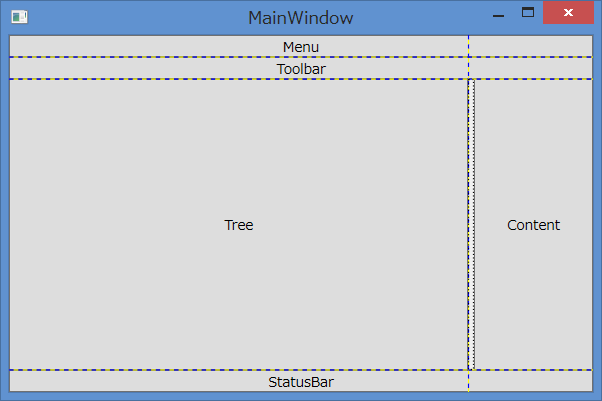 MainWindow
Menu
Toolbar
Tree
Content
StatusBar